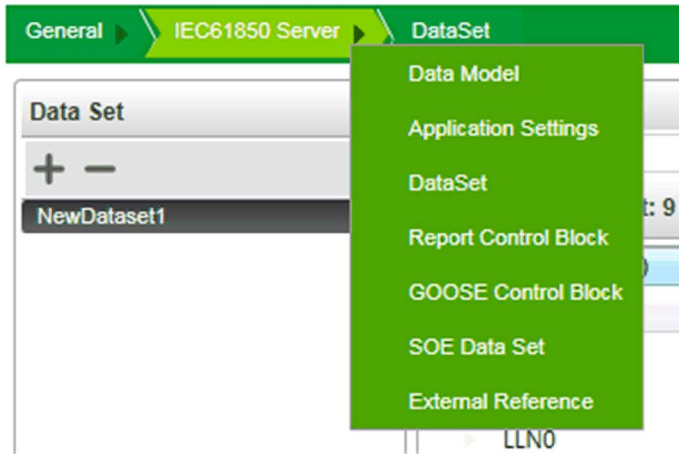 General
IEC61850 Server
DataSet
Data Set
NewDataset1
Data Model
Application Settings
DataSet
Report Control Block
GOOSE Control Block
SOE Data Set
External Reference
t: 9
)
LLN0